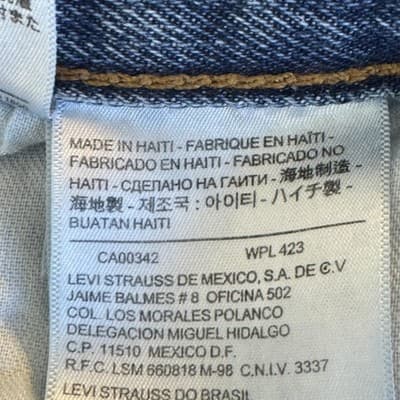 また
MADE IN HAITI - FABRIQUE EN HAÏTI -
FABRICADO EN HAITI - FABRICADO NO
HAITI - СДЕЛАНО НА ГАИТИ - 海地制造 -
海地製 - 제조국 : 아이티 - ハイチ製 -
BUATAN HAITI
CA00342 WPL 423
LEVI STRAUSS DE MEXICO, S.A. DE C.V
JAIME BALMES # 8 OFICINA 502
COL. LOS MORALES POLANCO
DELEGACION MIGUEL HIDALGO
C.P. 11510 MEXICO D.F.
R.F.C. LSM 660818 M-98 C.N.I.V. 3337
LEVI STRAUSS DO BRASIL